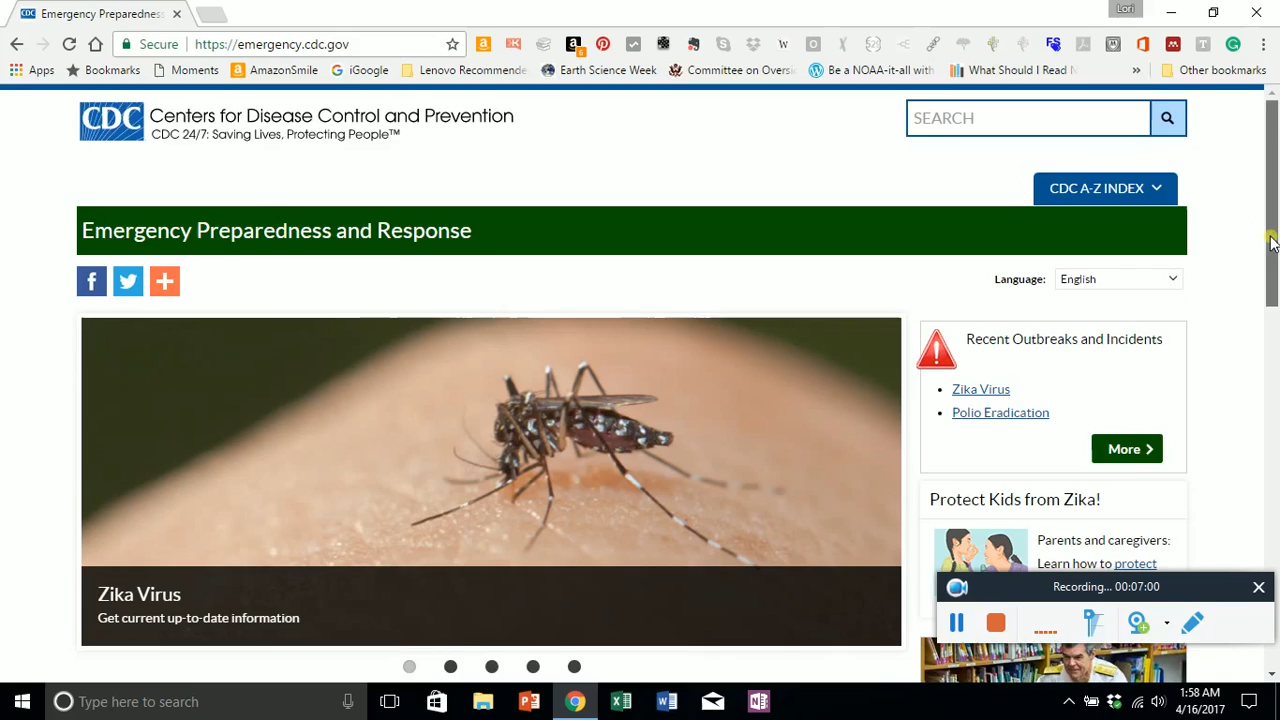 Emergency Preparedness
Lori
Secure https://emergency.cdc.gov
Apps Bookmarks Moments AmazonSmile iGoogle Lenovo Recommende Earth Science Week Committee on Oversi Be a NOAA-it-all with What Should I Read N » Other bookmarks
CDC Centers for Disease Control and Prevention
CDC 24/7: Saving Lives, Protecting People™
SEARCH
CDC A-Z INDEX
Emergency Preparedness and Response
Language: English
Recent Outbreaks and Incidents
• Zika Virus
• Polio Eradication
More
Protect Kids from Zika!
Parents and caregivers:
Learn how to protect
Zika Virus
Get current up-to-date information
Recording... 00:07:00
Type here to search
1:58 AM
4/16/2017